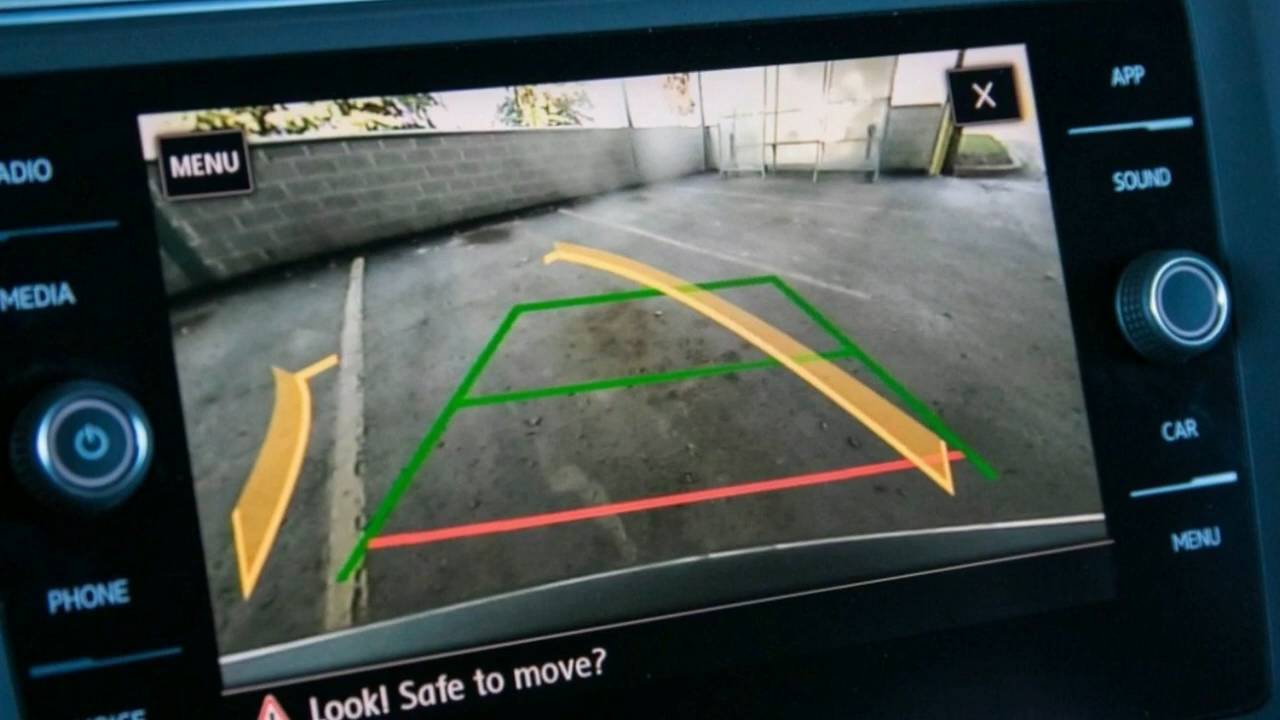 MENU
X
ADIO
MEDIA
PHONE
APP
SOUND
CAR
MENU
Look! Safe to move?